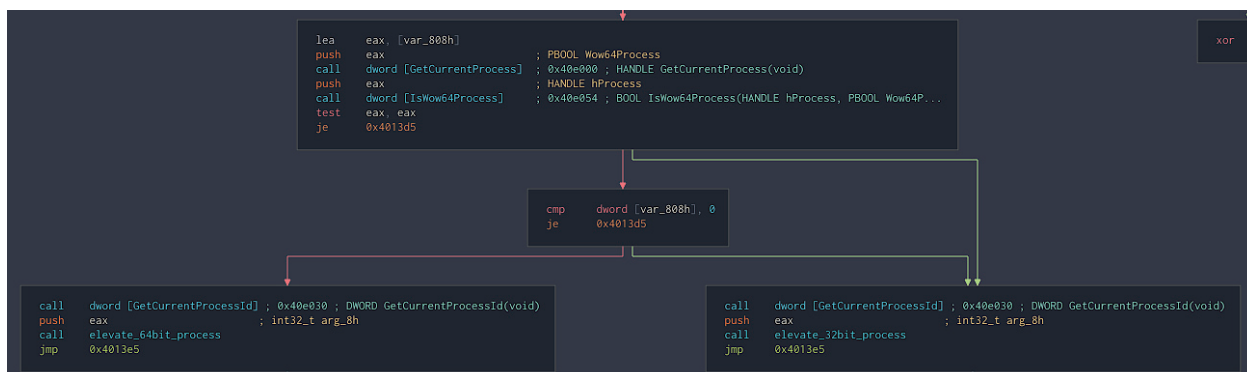 lea eax, [var_808h]
push eax ; PBOOL Wow64Process
call dword [GetCurrentProcess] ; 0x40e000 ; HANDLE GetCurrentProcess(void)
push eax ; HANDLE hProcess
call dword [IsWow64Process] ; 0x40e054 ; BOOL IsWow64Process(HANDLE hProcess, PBOOL Wow64P...
test eax, eax
je 0x4013d5
xor
cmp dword [var_808h], 0
je 0x4013d5
call dword [GetCurrentProcessId] ; 0x40e030 ; DWORD GetCurrentProcessId(void)
push eax ; int32_t arg_8h
call elevate_64bit_process
jmp 0x4013e5
call dword [GetCurrentProcessId] ; 0x40e030 ; DWORD GetCurrentProcessId(void)
push eax ; int32_t arg_8h
call elevate_32bit_process
jmp 0x4013e5